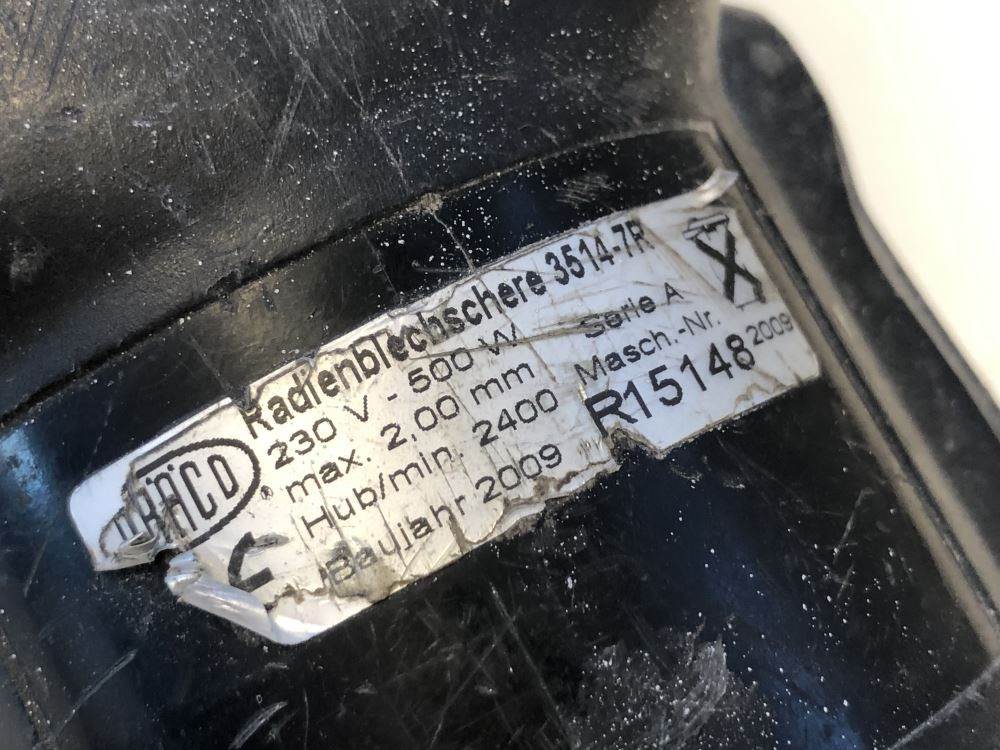 DRÄCO
®
Radienblechschere 3514-7R
230 V - 500 W
max. 2,00 mm
Hub/min. 2400
Baujahr 2009
Serie A
Masch.-Nr.
R15148 2009